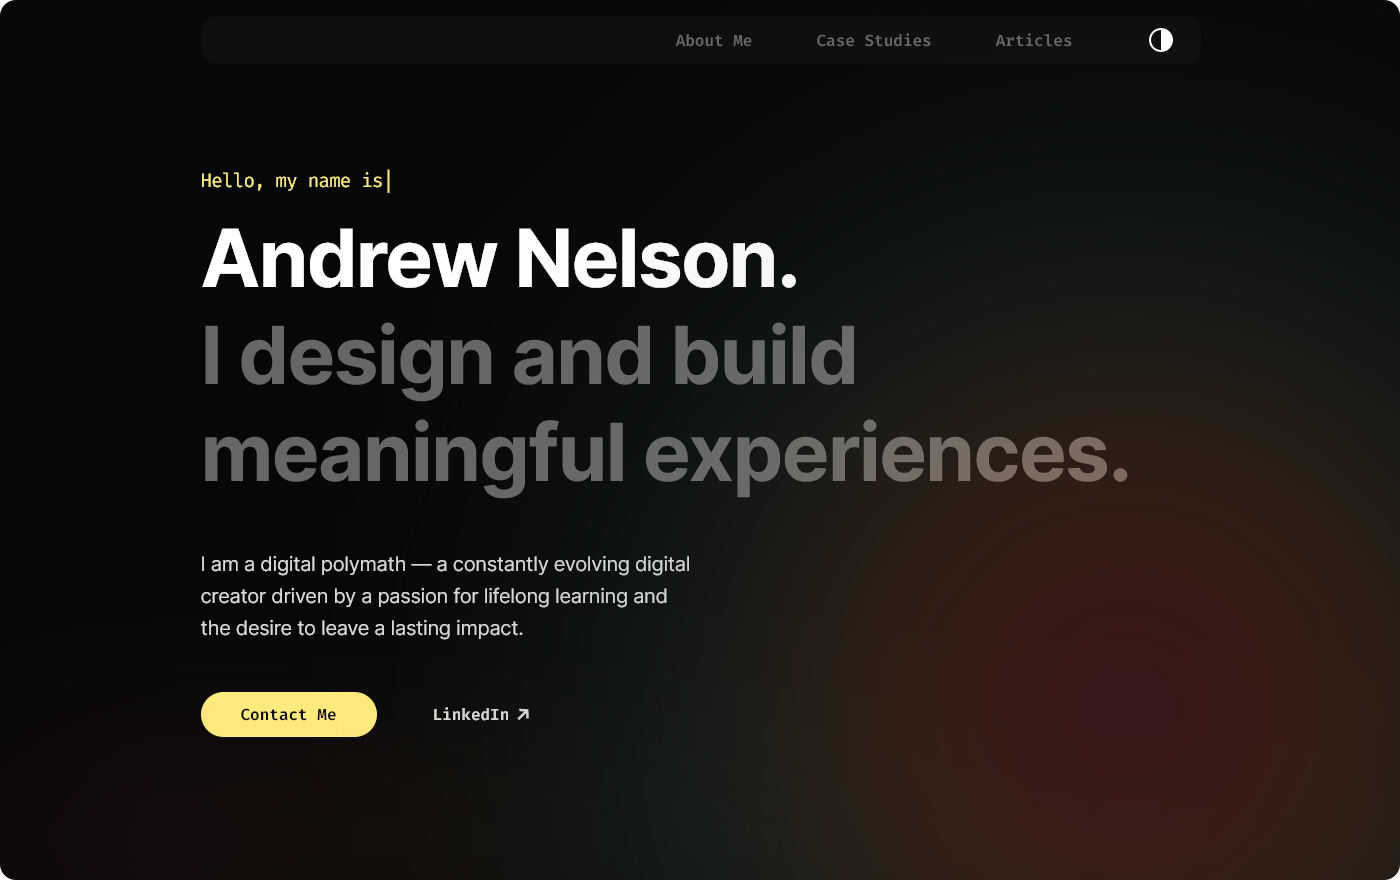 About Me Case Studies Articles
Hello, my name is
Andrew Nelson.
I design and build
meaningful experiences.
I am a digital polymath — a constantly evolving digital
creator driven by a passion for lifelong learning and
the desire to leave a lasting impact.
Contact Me LinkedIn